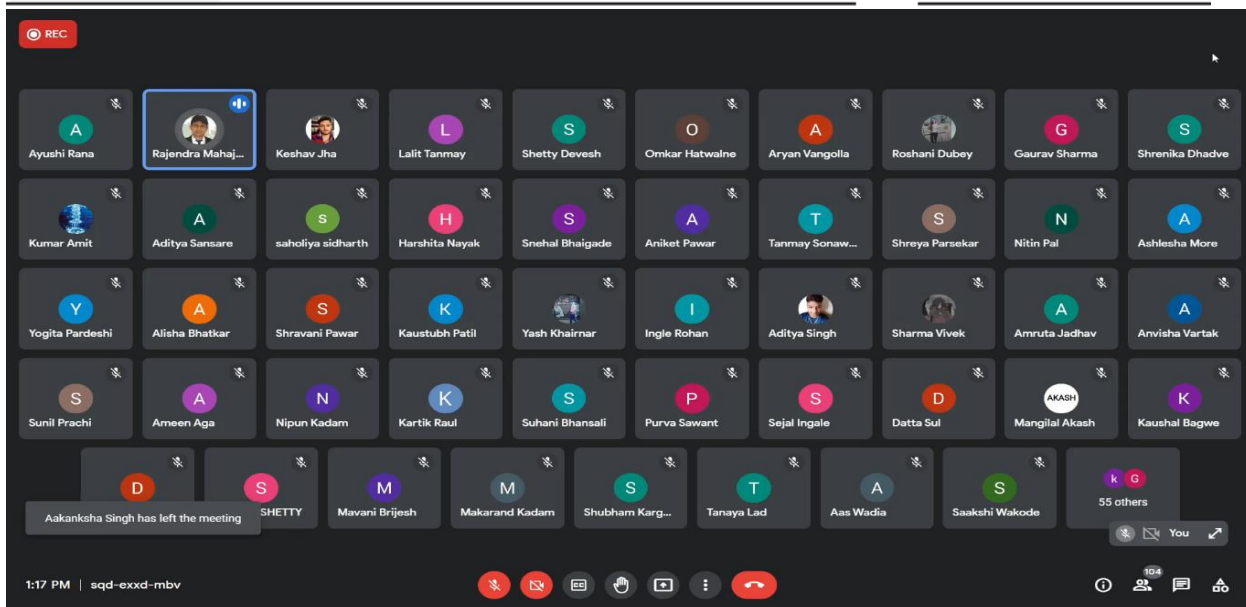 REC
A A
Ayushi Rana Rajendra Mahaj... Keshav Jha Lalit Tanmay Shetty Devesh Omkar Hatwalne Aryan Vangolla Roshani Dubey Gaurav Sharma Shrenika Dhadve
A L S O A G S
Kumar Amit Aditya Sansare saholiya sidharth Harshita Nayak Snehal Bhaigade Aniket Pawar Tanmay Sonaw... Shreya Parsekar Nitin Pal Ashlesha More
A s H S A T S N A
Yogita Pardeshi Alisha Bhatkar Shravani Pawar Kaustubh Patil Yash Khairnar Ingle Rohan Aditya Singh Sharma Vivek Amruta Jadhav Anvisha Vartak
Y A S K I A A
Sunil Prachi Ameen Aga Nipun Kadam Kartik Raul Suhani Bhansali Purva Sawant Sejal Ingale Datta Sul Mangilal Akash Kaushal Bagwe
S A N K S P S D AKASH K
D S M M S T A S k G
SHETTY Mavani Brijesh Makarand Kadam Shubham Karg... Tanaya Lad Aas Wadia Saakshi Wakode 55 others
Aakanksha Singh has left the meeting
You
1:17 PM | sqd-exxd-mbv
CC
104